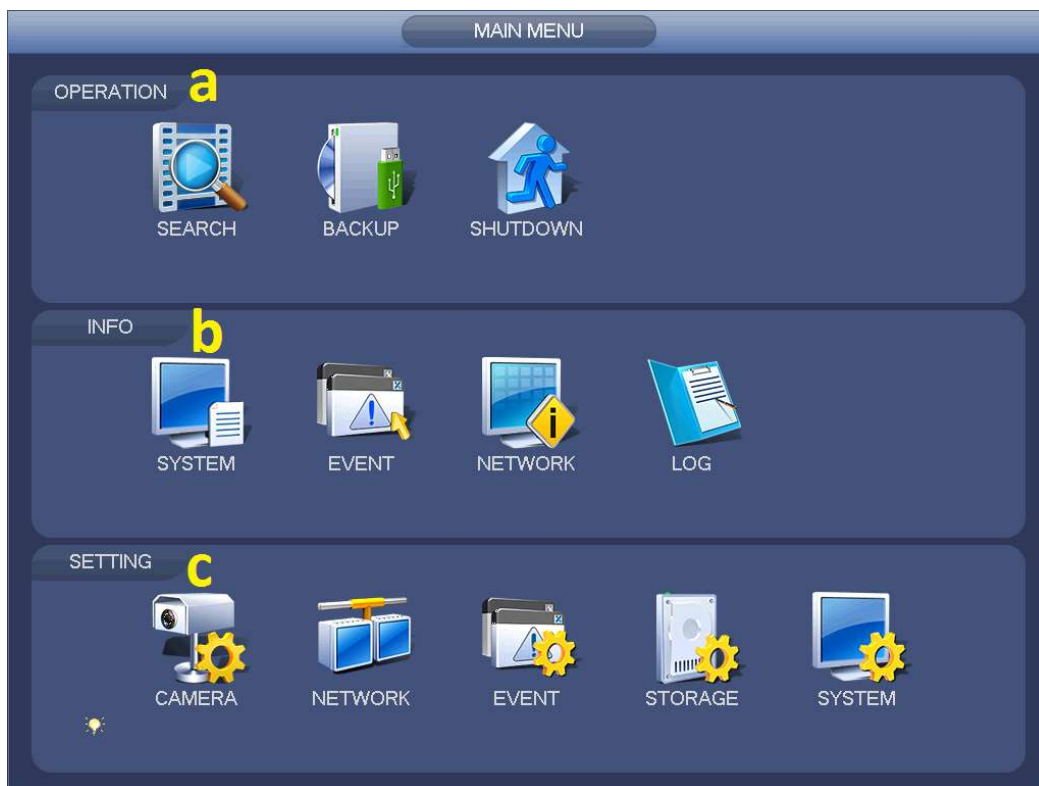 MAIN MENU
OPERATION a
SEARCH BACKUP SHUTDOWN
INFO b
SYSTEM EVENT NETWORK LOG
SETTING c
CAMERA NETWORK EVENT STORAGE SYSTEM